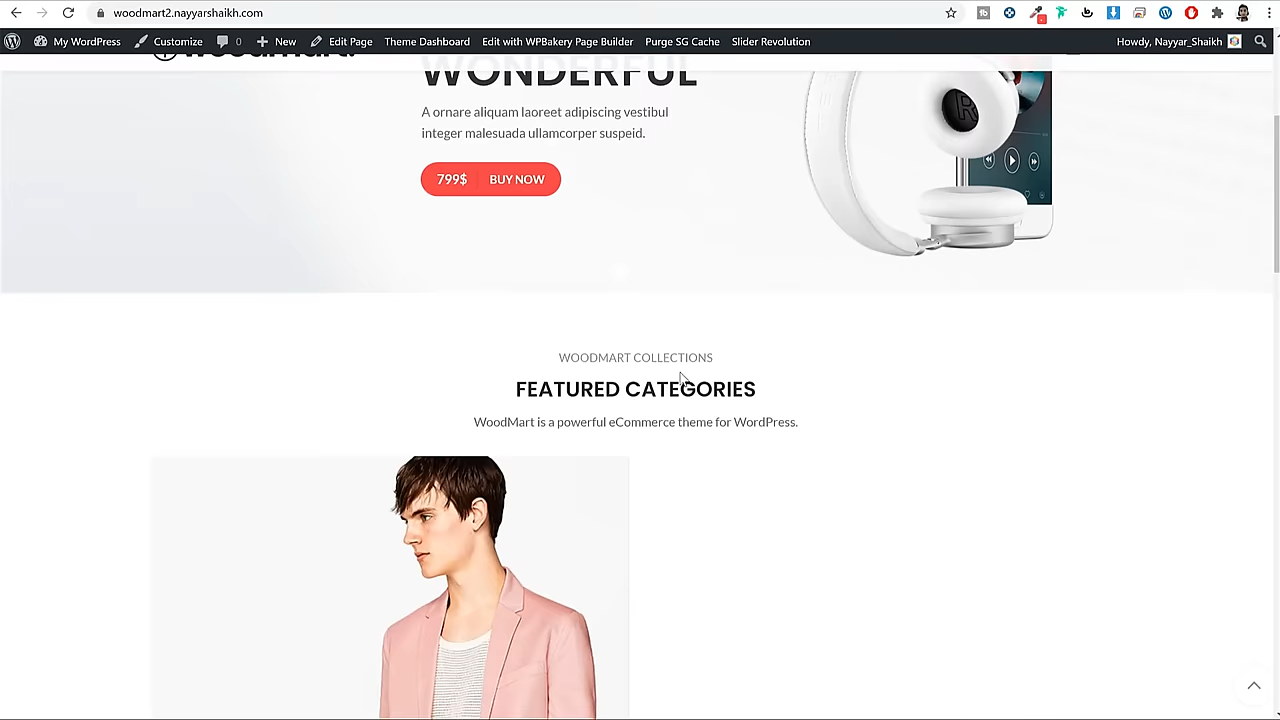 woodmart2.nayyarshaikh.com
My WordPress Customize 0 New Edit Page Theme Dashboard Edit with WPBakery Page Builder Purge SG Cache Slider Revolution Howdy, Nayyar_Shaikh
woodmart.
WONDERFUL
A ornare aliquam laoreet adipiscing vestibul
integer malesuada ullamcorper suspeid.
799$ BUY NOW
WOODMART COLLECTIONS
FEATURED CATEGORIES
WoodMart is a powerful eCommerce theme for WordPress.